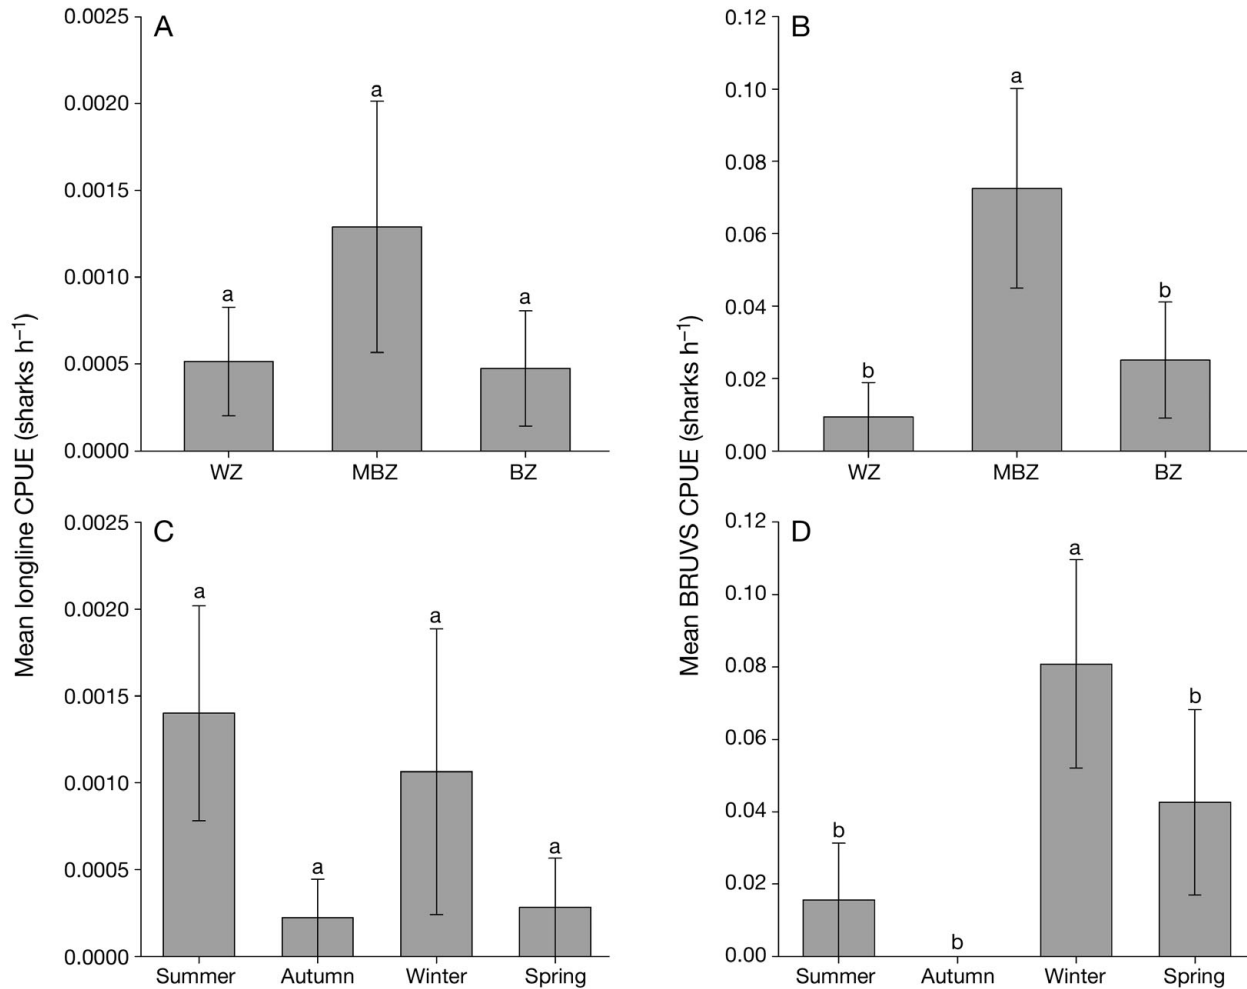 A
0.0025
0.0020
0.0015
0.0010
0.0005
0.0000
a
a
a
WZ
MBZ
BZ
B
0.12
0.10
0.08
0.06
0.04
0.02
0.00
b
a
b
WZ
MBZ
BZ
Mean longline CPUE (sharks h⁻¹)
Mean BRUVS CPUE (sharks h⁻¹)
C
0.0025
0.0020
0.0015
0.0010
0.0005
0.0000
a
a
a
a
Summer
Autumn
Winter
Spring
D
0.12
0.10
0.08
0.06
0.04
0.02
0.00
b
b
a
b
Summer
Autumn
Winter
Spring